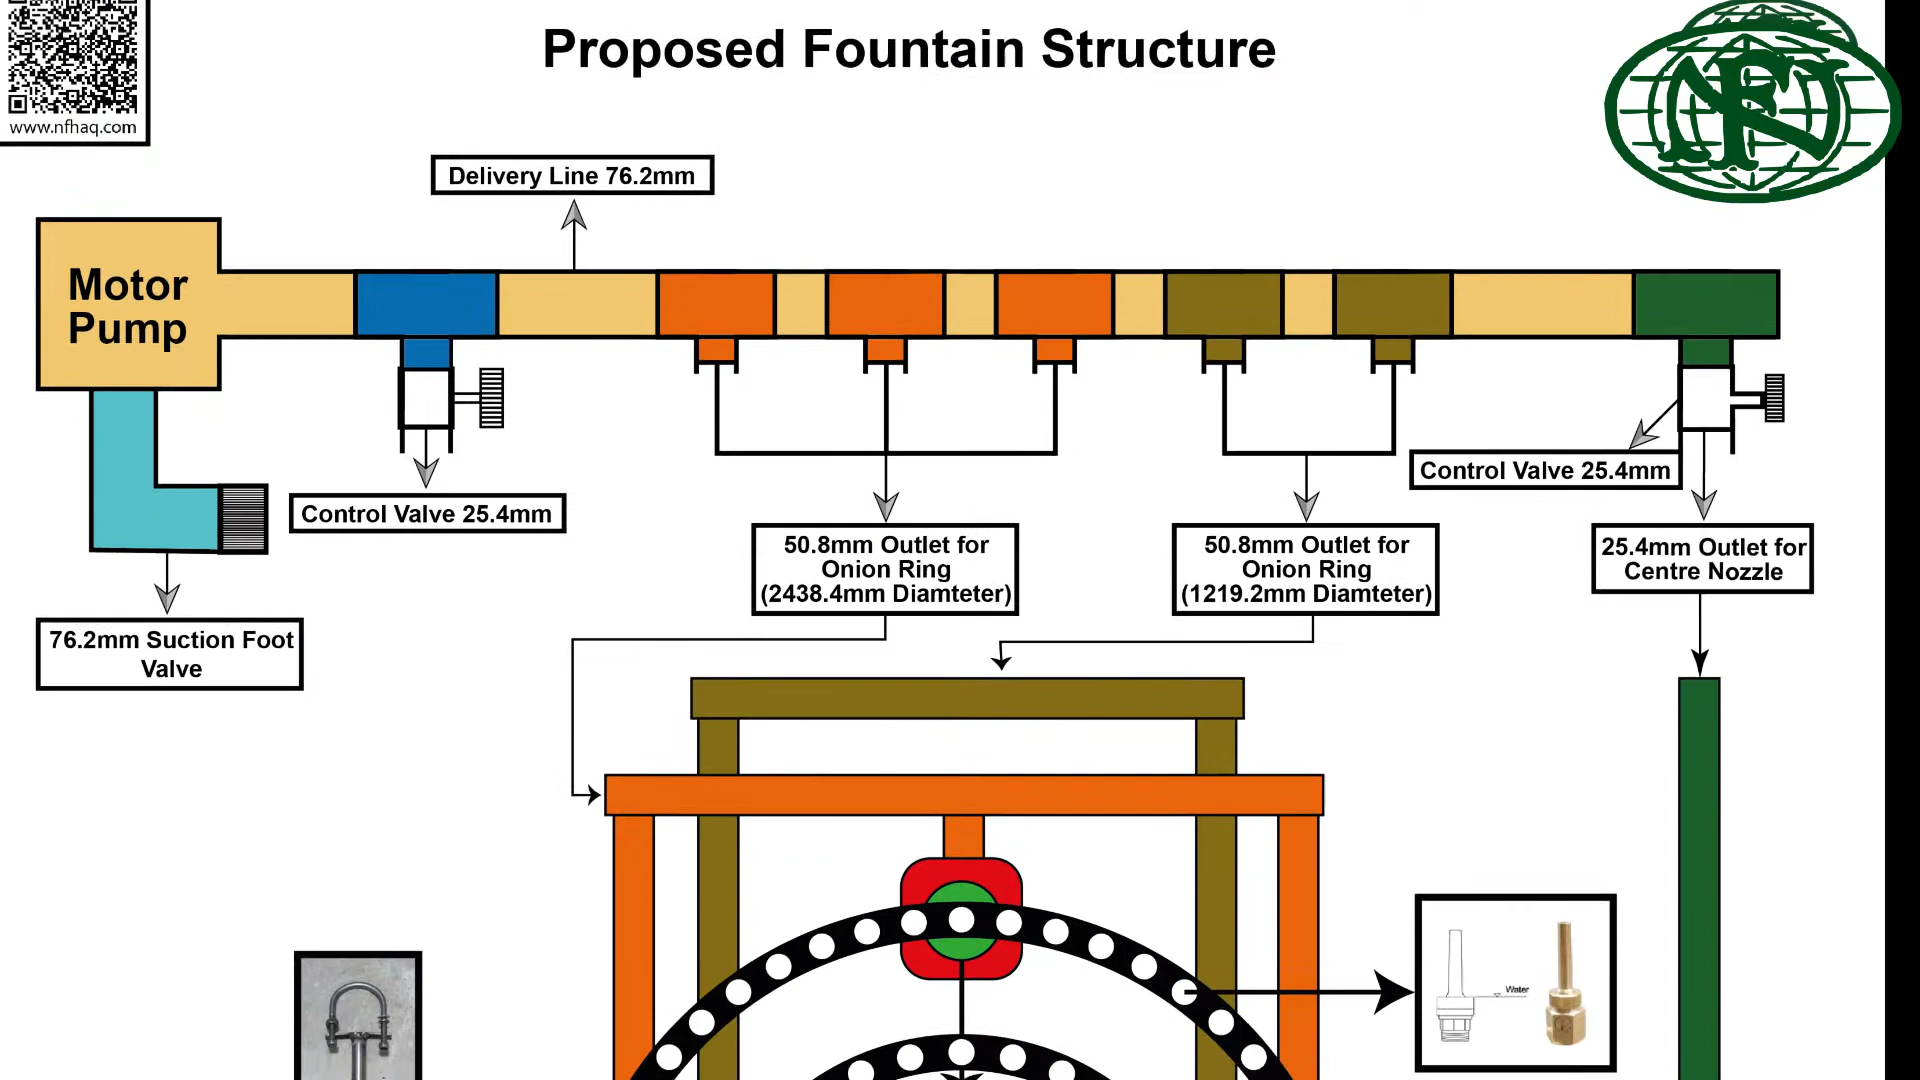 Proposed Fountain Structure
www.nfhaq.com
Delivery Line 76.2mm
Motor
Pump
Control Valve 25.4mm
Control Valve 25.4mm
50.8mm Outlet for
Onion Ring
(2438.4mm Diamteter)
50.8mm Outlet for
Onion Ring
(1219.2mm Diamteter)
25.4mm Outlet for
Centre Nozzle
76.2mm Suction Foot
Valve
Water
NF